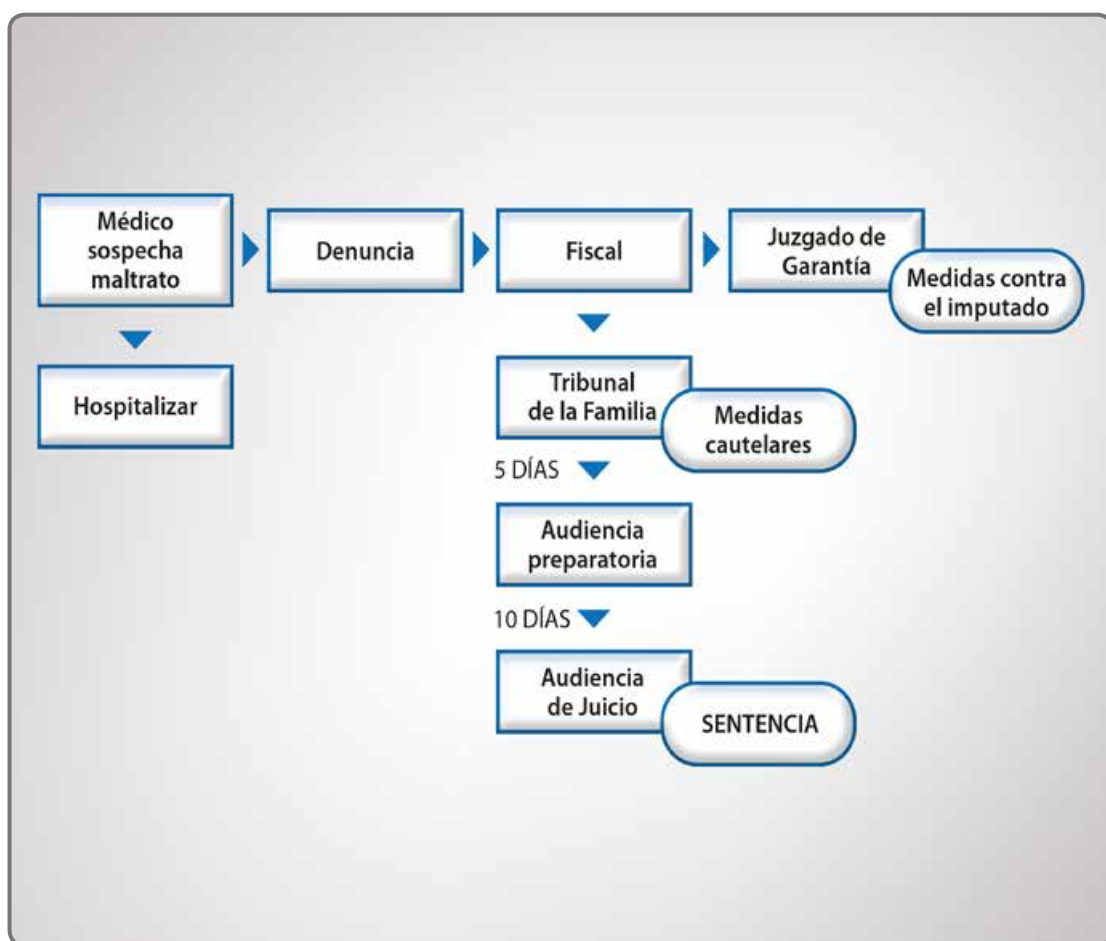 Médico
sospecha
maltrato
Denuncia
Fiscal
Juzgado de
Garantía
Medidas contra
el imputado
Hospitalizar
Tribunal
de la Familia
Medidas
cautelares
5 DÍAS
Audiencia
preparatoria
10 DÍAS
Audiencia
de Juicio
SENTENCIA